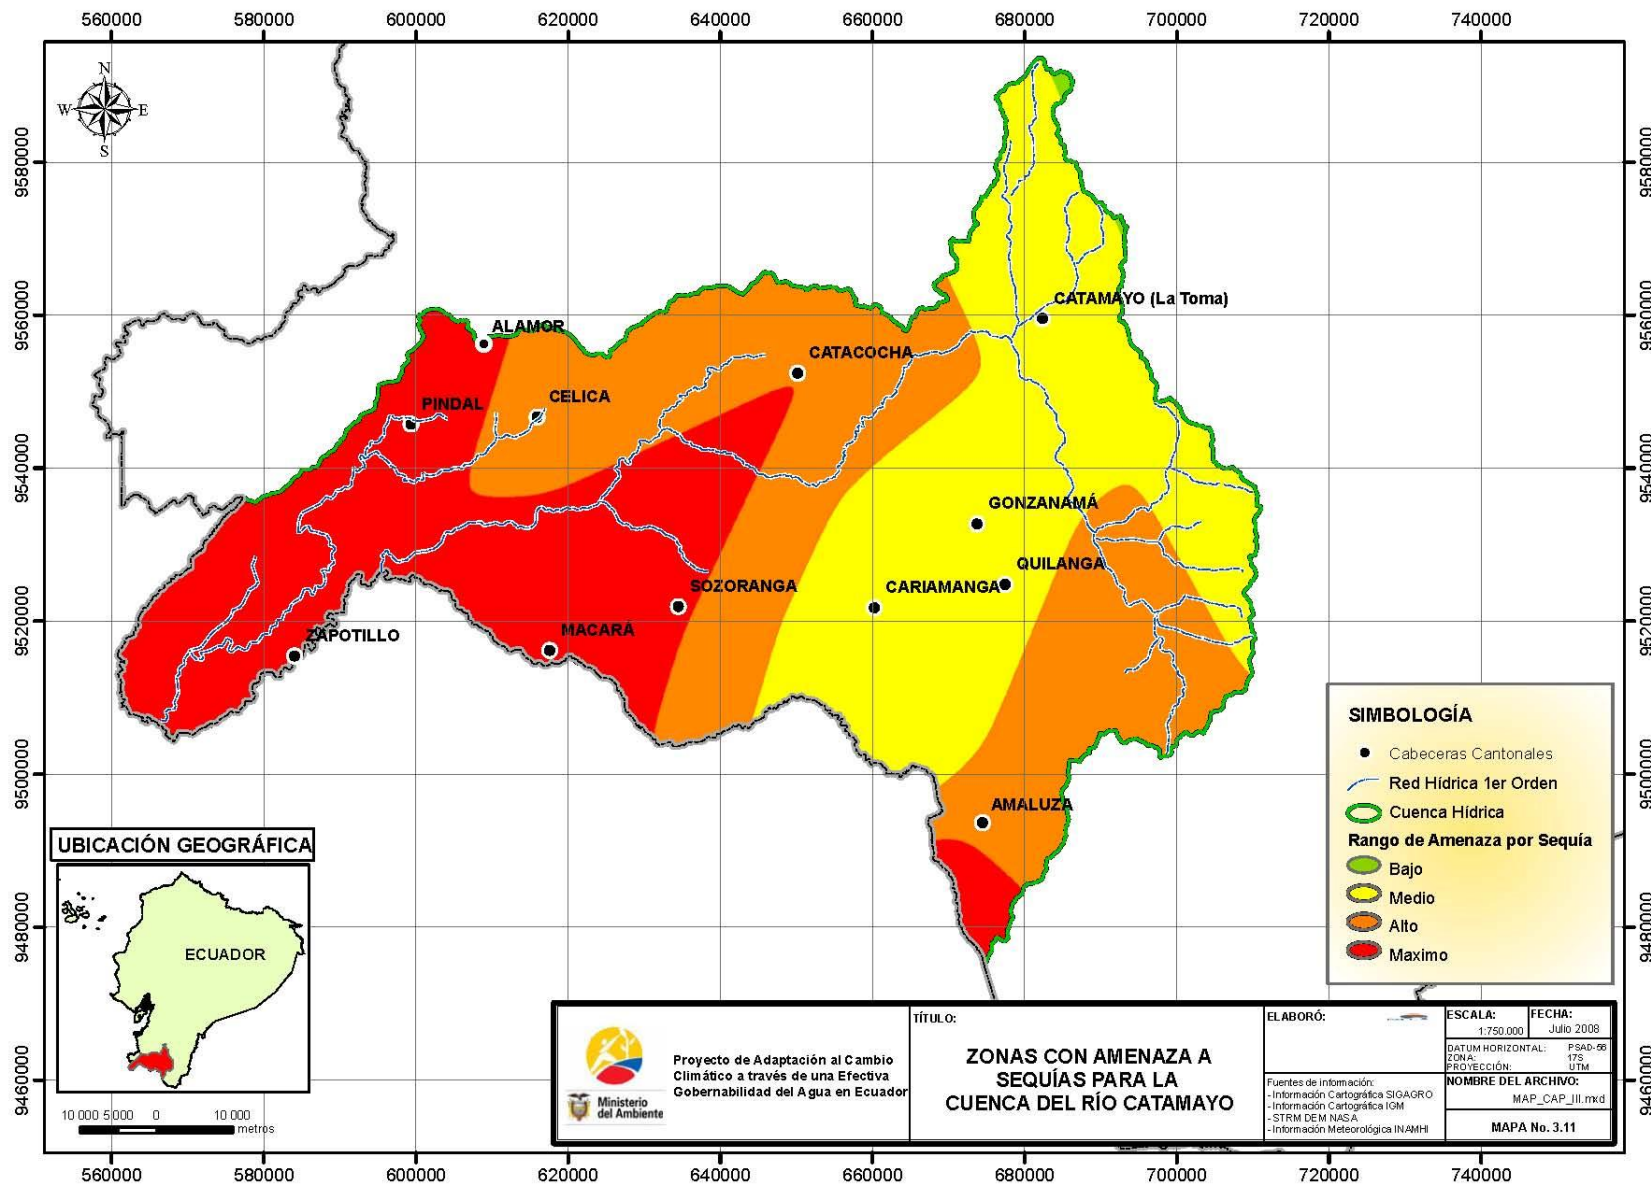 560000 580000 600000 620000 640000 660000 680000 700000 720000 740000
N
W E
S
9580000 9580000
9560000 9560000
9540000 9540000
9520000 9520000
9500000 9500000
9480000 9480000
9460000 9460000
CATAMAYO (La Toma)
ALAMOR
CATACOCHA
CELICA
PINDAL
GONZANAMÁ
QUILANGA
CARIAMANGA
SOZORANGA
MACARÁ
ZAPOTILLO
AMALUZA
SIMBOLOGÍA
Cabeceras Cantonales
Red Hídrica 1er Orden
Cuenca Hídrica
Rango de Amenaza por Sequía
Bajo
Medio
Alto
Maximo
UBICACIÓN GEOGRÁFICA
ECUADOR
10 000 5 000 0 10 000
metros
Ministerio
del Ambiente
Proyecto de Adaptación al Cambio
Climático a través de una Efectiva
Gobernabilidad del Agua en Ecuador
TÍTULO:
ZONAS CON AMENAZA A
SEQUÍAS PARA LA
CUENCA DEL RÍO CATAMAYO
ELABORÓ:
Fuentes de información:
- Información Cartográfica SIGAGRO
- Información Cartográfica IGM
- STRM DEM NASA
- Información Meteorológica INAMHI
ESCALA:
1:750.000
FECHA:
Julio 2008
DATUM HORIZONTAL: PSAD-56
ZONA: 17S
PROYECCIÓN: UTM
NOMBRE DEL ARCHIVO:
MAP_CAP_III.mxd
MAPA No. 3.11
560000 580000 600000 620000 640000 660000 680000 700000 720000 740000